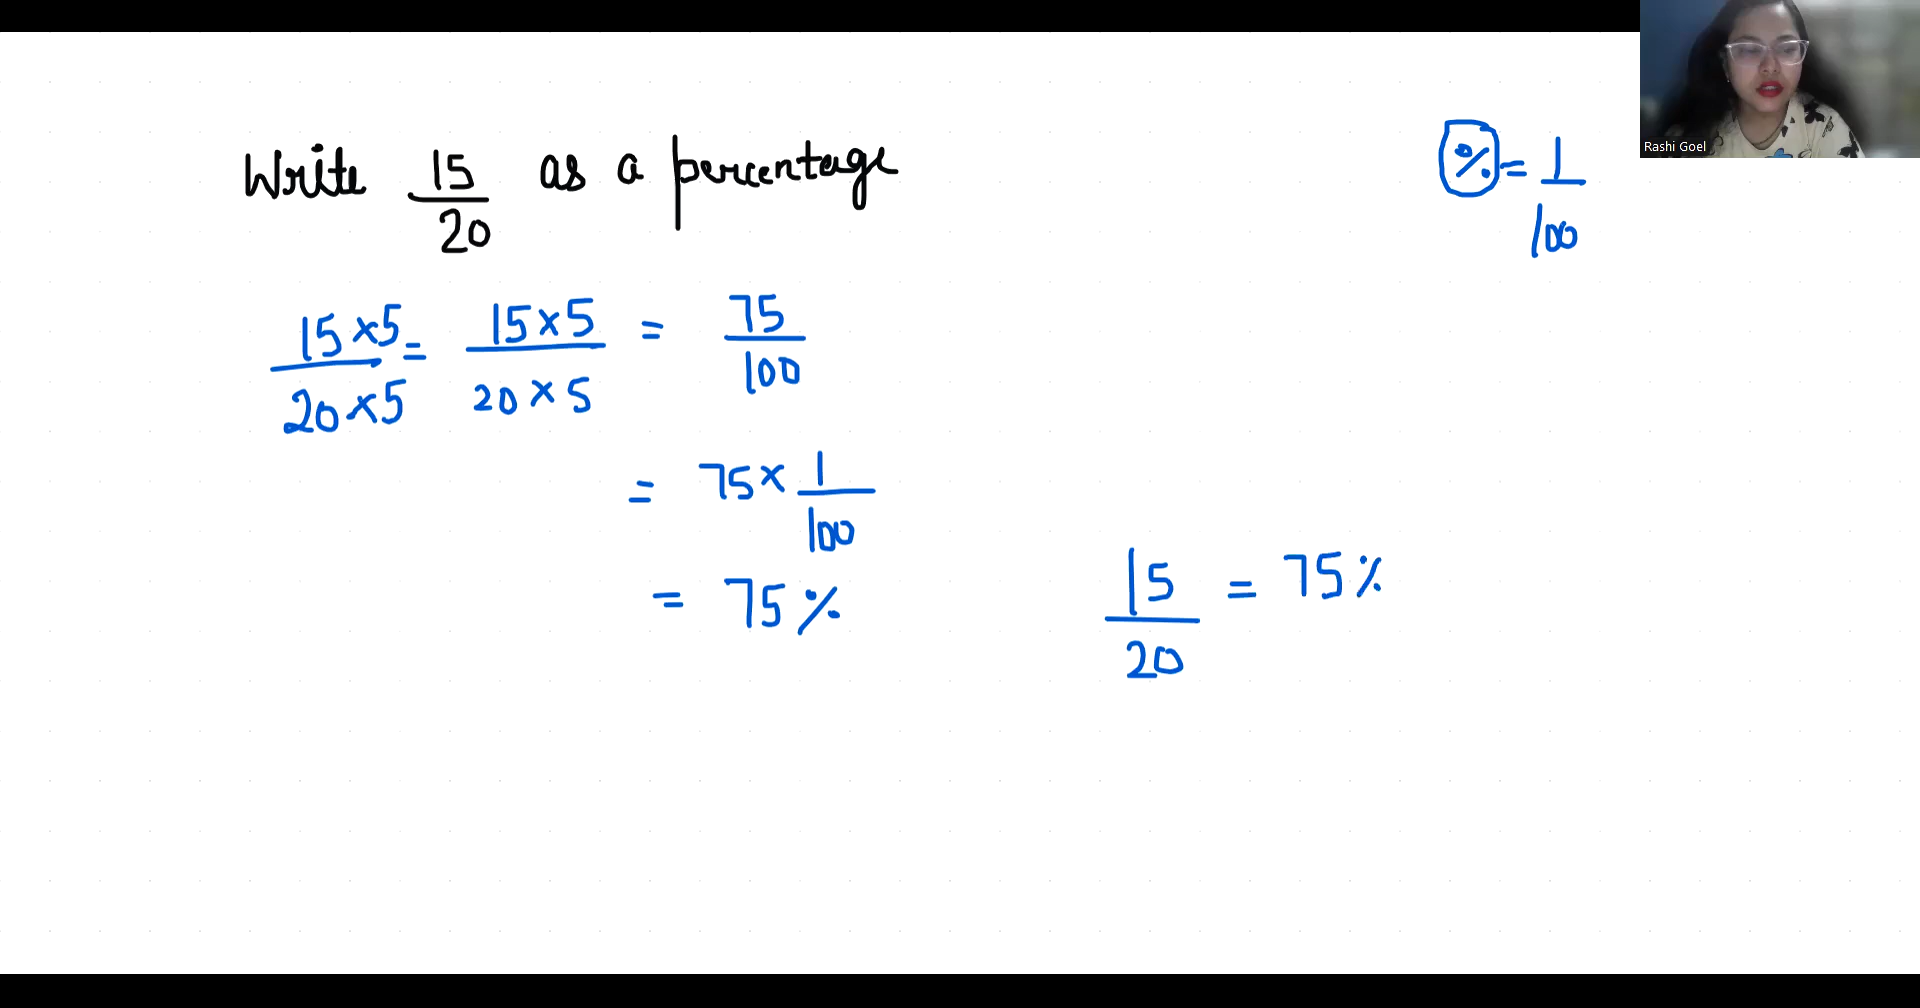 Write 15/20 as a percentage
% = 1/100
Rashi Goel
15×5/20×5 = 15×5/20×5 = 75/100
= 75 × 1/100
= 75%
15/20 = 75%